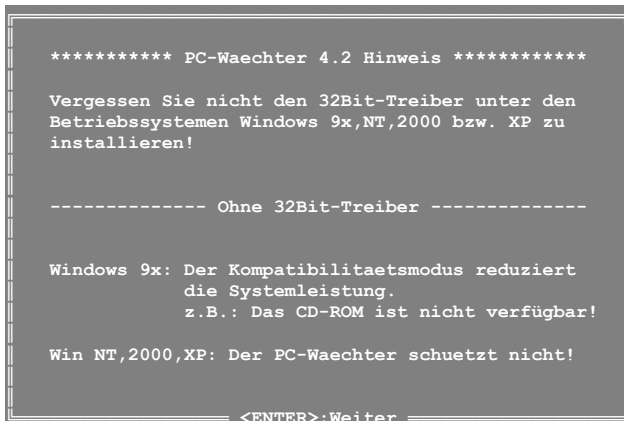 *********** PC-Waechter 4.2 Hinweis ************
Vergessen Sie nicht den 32Bit-Treiber unter den
Betriebssystemen Windows 9x,NT,2000 bzw. XP zu
installieren!
-------------- Ohne 32Bit-Treiber --------------
Windows 9x: Der Kompatibilitaetsmodus reduziert
die Systemleistung.
z.B.: Das CD-ROM ist nicht verfügbar!
Win NT,2000,XP: Der PC-Waechter schuetzt nicht!
<ENTER>:Weiter